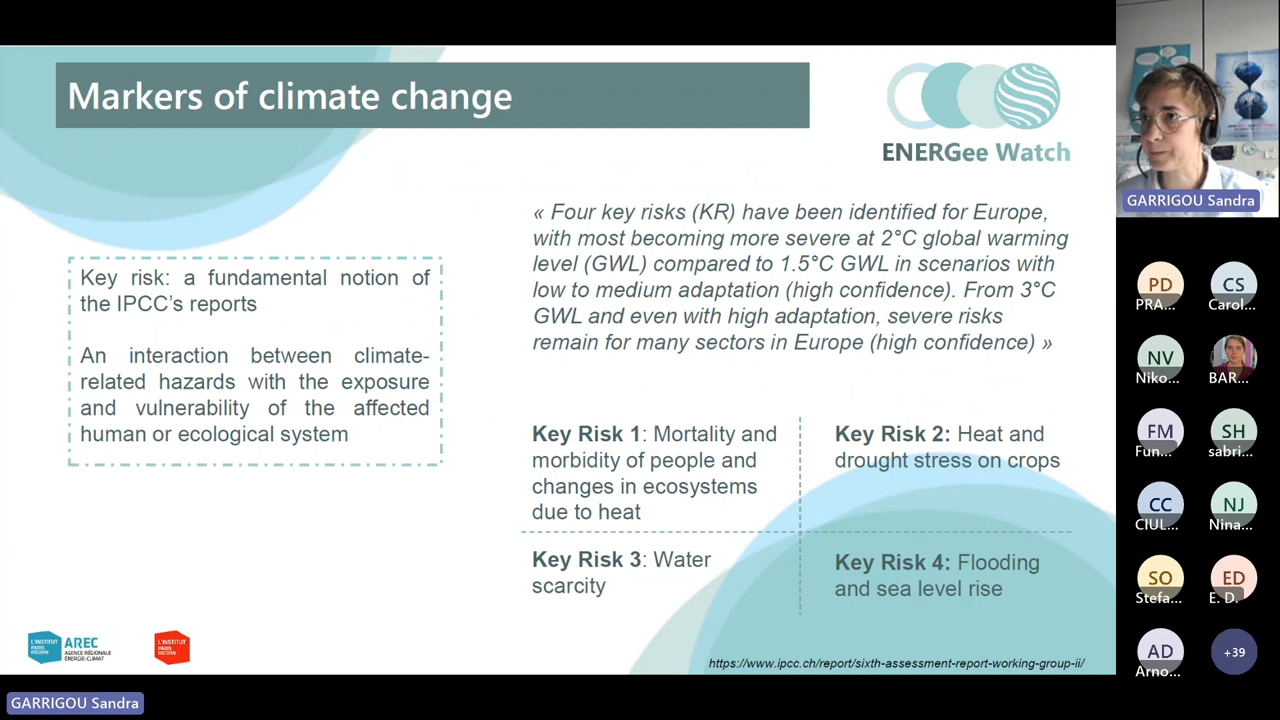 Markers of climate change
ENERGee Watch
Key risk: a fundamental notion of
the IPCC's reports
An interaction between climate-
related hazards with the exposure
and vulnerability of the affected
human or ecological system
« Four key risks (KR) have been identified for Europe,
with most becoming more severe at 2°C global warming
level (GWL) compared to 1.5°C GWL in scenarios with
low to medium adaptation (high confidence). From 3°C
GWL and even with high adaptation, severe risks
remain for many sectors in Europe (high confidence) »
Key Risk 1: Mortality and
morbidity of people and
changes in ecosystems
due to heat
Key Risk 2: Heat and
drought stress on crops
Key Risk 3: Water
scarcity
Key Risk 4: Flooding
and sea level rise
L'INSTITUT
PARIS
REGION
AREC
AGENCE RÉGIONALE
ÉNERGIE-CLIMAT
L'INSTITUT
PARIS
REGION
https://www.ipcc.ch/report/sixth-assessment-report-working-group-ii/
GARRIGOU Sandra
GARRIGOU Sandra
PD
PRA...
CS
Carol...
NV
Niko...
BAR...
FM
Fun...
SH
sabri...
CC
CIUL...
NJ
Nina...
SO
Stefa...
ED
E. D.
AD
Arno...
+39